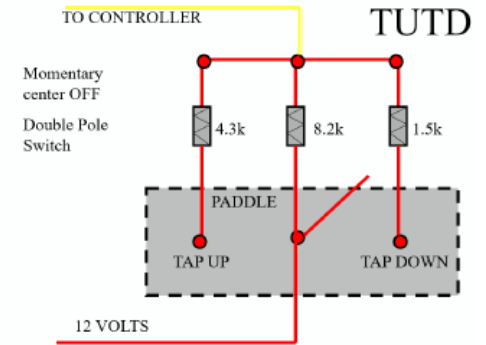 TO CONTROLLER
TUTD
Momentary
center OFF
Double Pole
Switch
4.3k
8.2k
1.5k
PADDLE
TAP UP
TAP DOWN
12 VOLTS